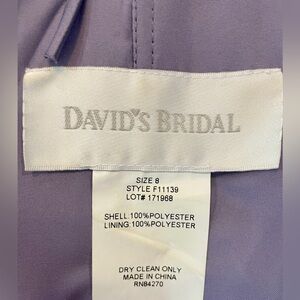 DAVID'S BRIDAL
SIZE 8
STYLE F11139
LOT# 171968
SHELL:100%POLYESTER
LINING:100%POLYESTER
DRY CLEAN ONLY
MADE IN CHINA
RN84270